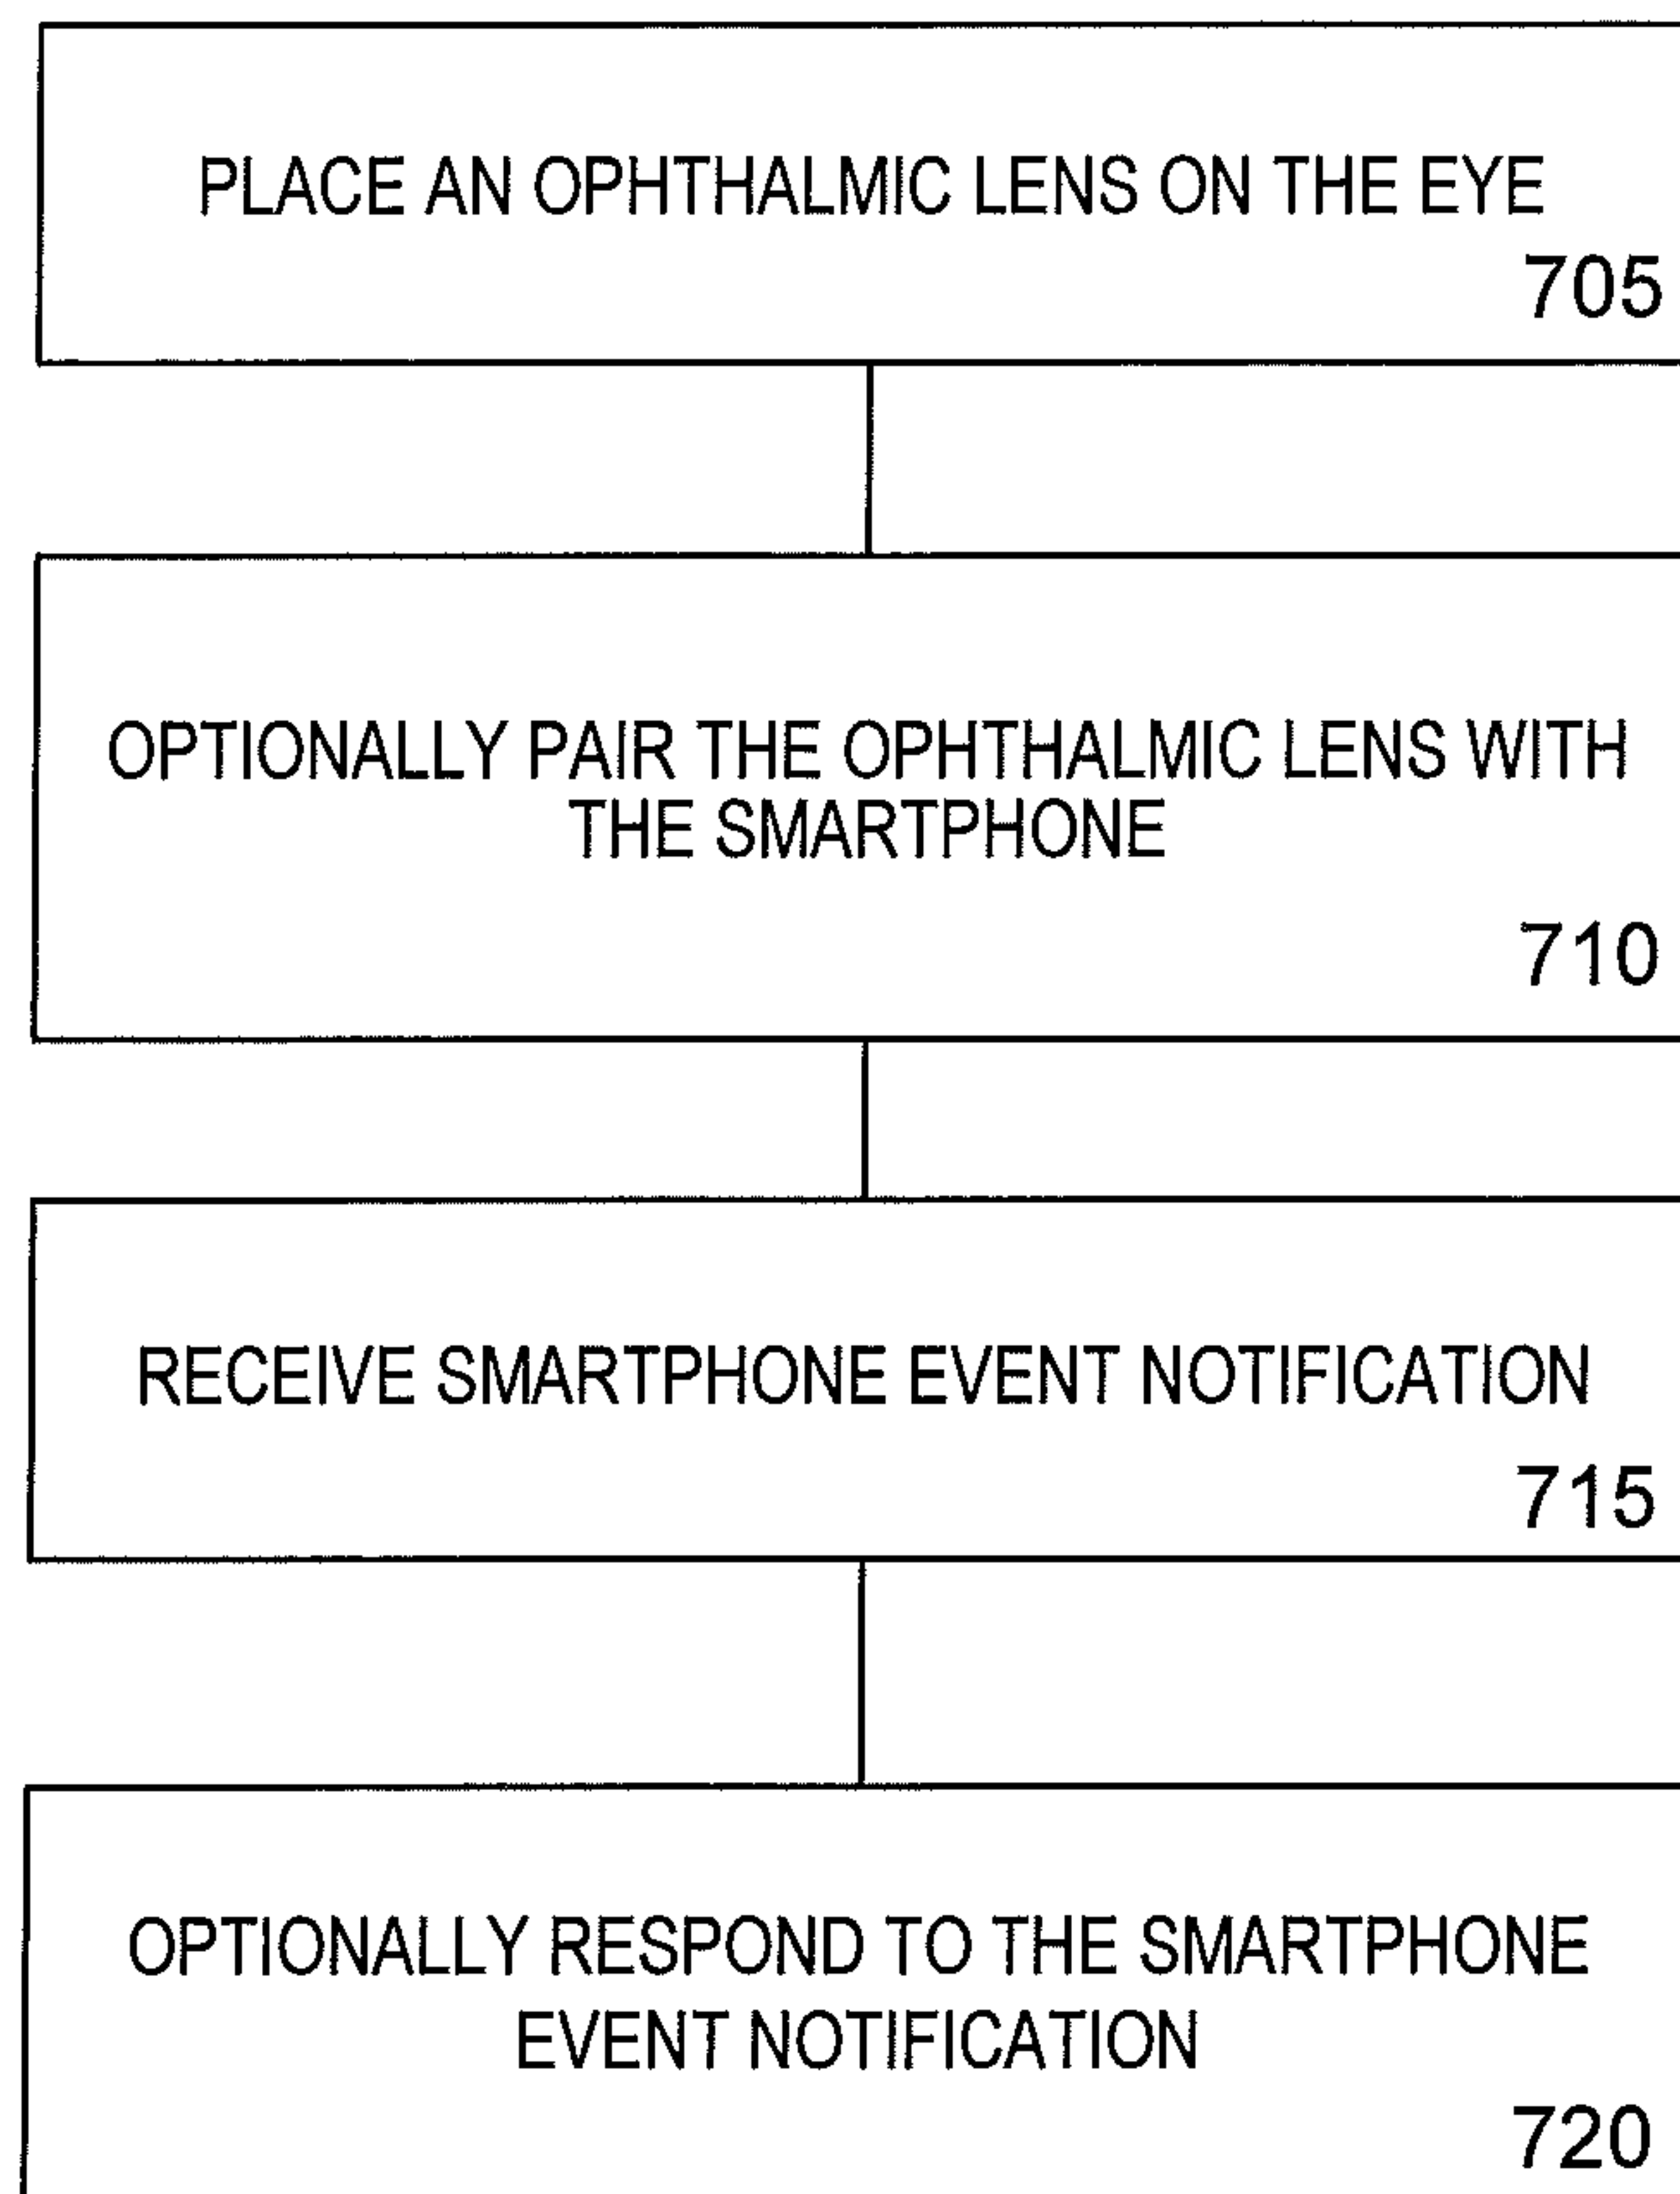 PLACE AN OPHTHALMIC LENS ON THE EYE
705
OPTIONALLY PAIR THE OPHTHALMIC LENS WITH
THE SMARTPHONE
710
RECEIVE SMARTPHONE EVENT NOTIFICATION
715
OPTIONALLY RESPOND TO THE SMARTPHONE
EVENT NOTIFICATION
720